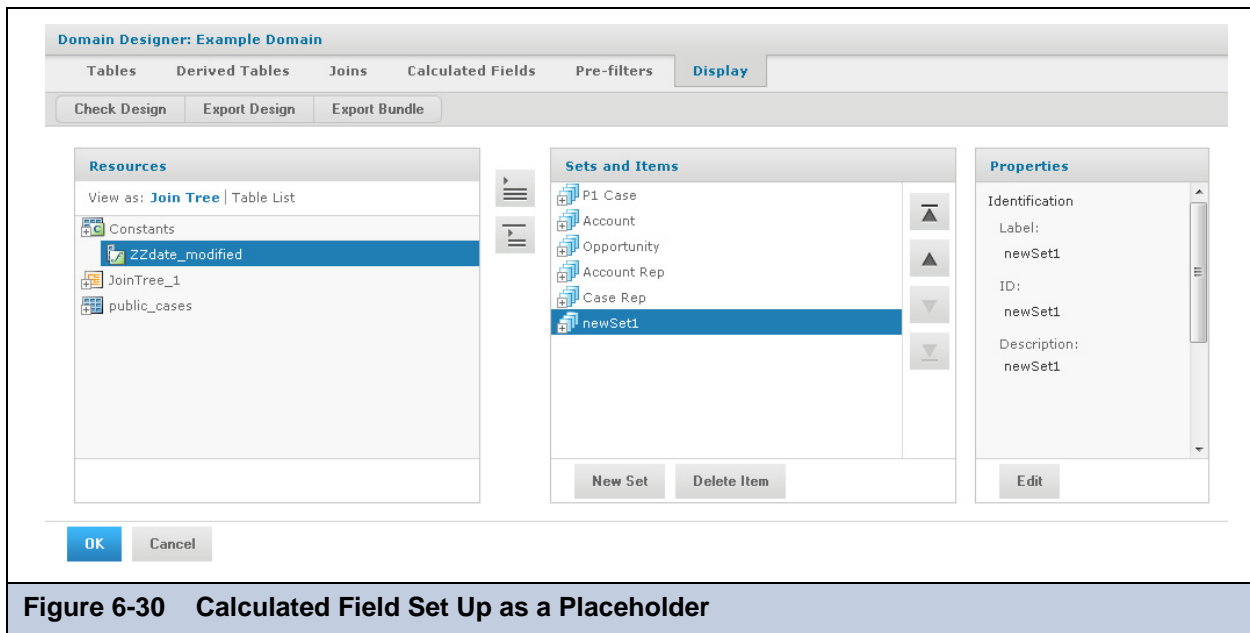 Domain Designer: Example Domain
Tables Derived Tables Joins Calculated Fields Pre-filters Display
Check Design Export Design Export Bundle
Resources
View as: Join Tree | Table List
Constants
ZZdate_modified
JoinTree_1
public_cases
Sets and Items
P1 Case
Account
Opportunity
Account Rep
Case Rep
newSet1
New Set Delete Item
Properties
Identification
Label:
newSet1
ID:
newSet1
Description:
newSet1
Edit
OK Cancel
Figure 6-30 Calculated Field Set Up as a Placeholder